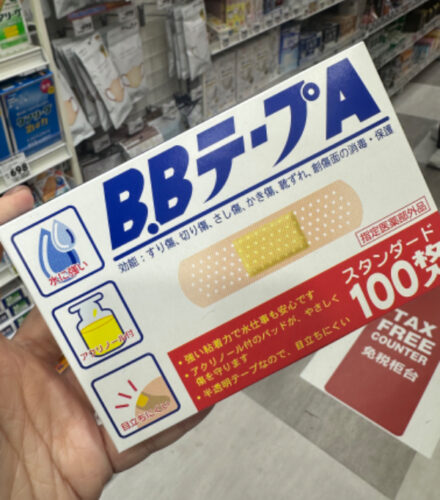 B.BテープA
効能：すり傷、切り傷、さし傷、かき傷、靴ずれ、創傷面の消毒・保護
水に強い
アクリノール付
目立ちにくい
指定医薬部外品
スタンダード
100枚
・強い粘着力で水仕事も安心です
・アクリノール付のパッドが、やさしく
傷を守ります
・半透明テープなので、目立ちにくい
TAX
FREE
COUNTER
免税柜台